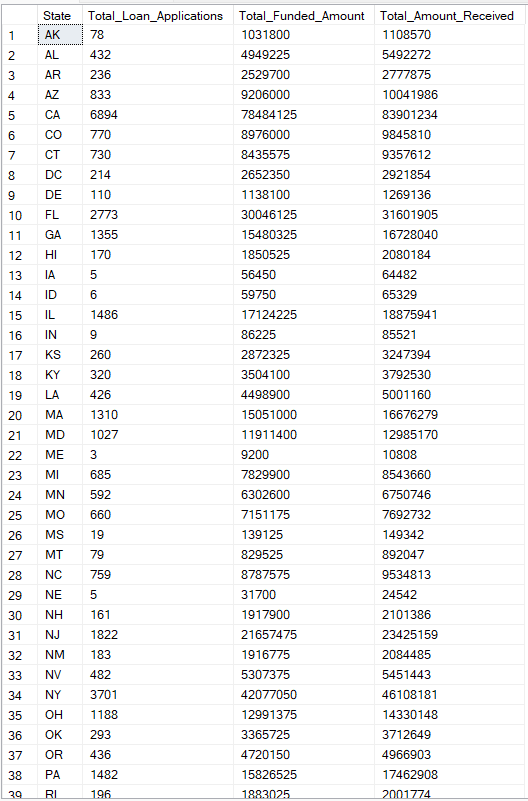 State Total_Loan_Applications Total_Funded_Amount Total_Amount_Received
1 AK 78 1031800 1108570
2 AL 432 4949225 5492272
3 AR 236 2529700 2777875
4 AZ 833 9206000 10041986
5 CA 6894 78484125 83901234
6 CO 770 8976000 9845810
7 CT 730 8435575 9357612
8 DC 214 2652350 2921854
9 DE 110 1138100 1269136
10 FL 2773 30046125 31601905
11 GA 1355 15480325 16728040
12 HI 170 1850525 2080184
13 IA 5 56450 64482
14 ID 6 59750 65329
15 IL 1486 17124225 18875941
16 IN 9 86225 85521
17 KS 260 2872325 3247394
18 KY 320 3504100 3792530
19 LA 426 4498900 5001160
20 MA 1310 15051000 16676279
21 MD 1027 11911400 12985170
22 ME 3 9200 10808
23 MI 685 7829900 8543660
24 MN 592 6302600 6750746
25 MO 660 7151175 7692732
26 MS 19 139125 149342
27 MT 79 829525 892047
28 NC 759 8787575 9534813
29 NE 5 31700 24542
30 NH 161 1917900 2101386
31 NJ 1822 21657475 23425159
32 NM 183 1916775 2084485
33 NV 482 5307375 5451443
34 NY 3701 42077050 46108181
35 OH 1188 12991375 14330148
36 OK 293 3365725 3712649
37 OR 436 4720150 4966903
38 PA 1482 15826525 17462908
39 RI 196 1883025 2001774